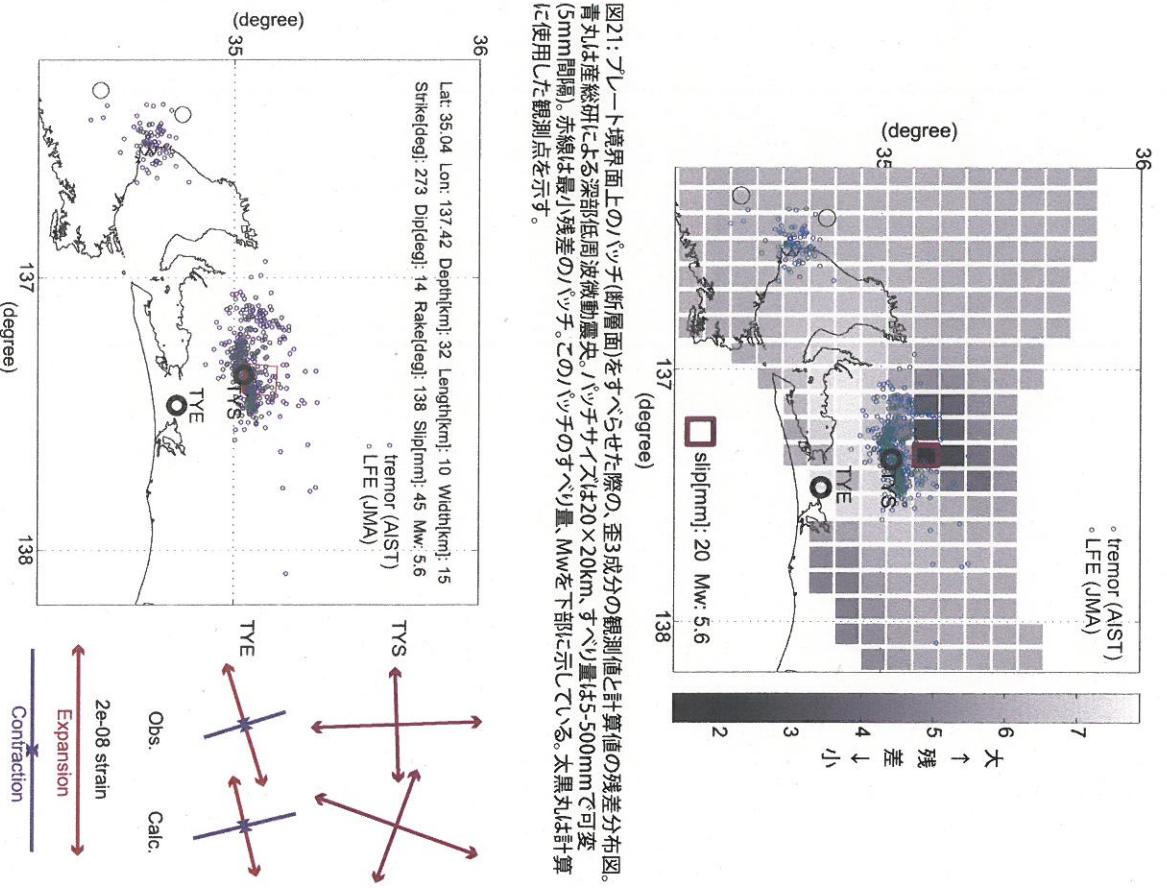 36
35
(degree)
137
138
(degree)
tremor (AIST)
LFE (JMA)
TYS
TYE
slip[mm]: 20 Mw: 5.6
2
3
4
5
6
7
大
↑
残
差
↓
小
図21: プレート境界面上のパッチ(断層面)をすべらせた際の、歪3成分の観測値と計算値の残差分布図。
青丸は産総研による深部低周波微動震央。パッチサイズは20×20km、すべり量は5-500mmで可変
(5mm間隔)。赤線は最小残差のパッチ。このパッチのすべり量、Mwを下部に示している。太黒丸は計算
に使用した観測点を示す。
36
35
(degree)
137
138
(degree)
Lat: 35.04 Lon: 137.42 Depth[km]: 32 Length[km]: 10 Width[km]: 15
Strike[deg]: 273 Dip[deg]: 14 Rake[deg]: 138 Slip[mm]: 45 Mw: 5.6
tremor (AIST)
LFE (JMA)
TYS
TYE
TYS
TYE
Obs.
Calc.
2e-08 strain
Expansion
Contraction